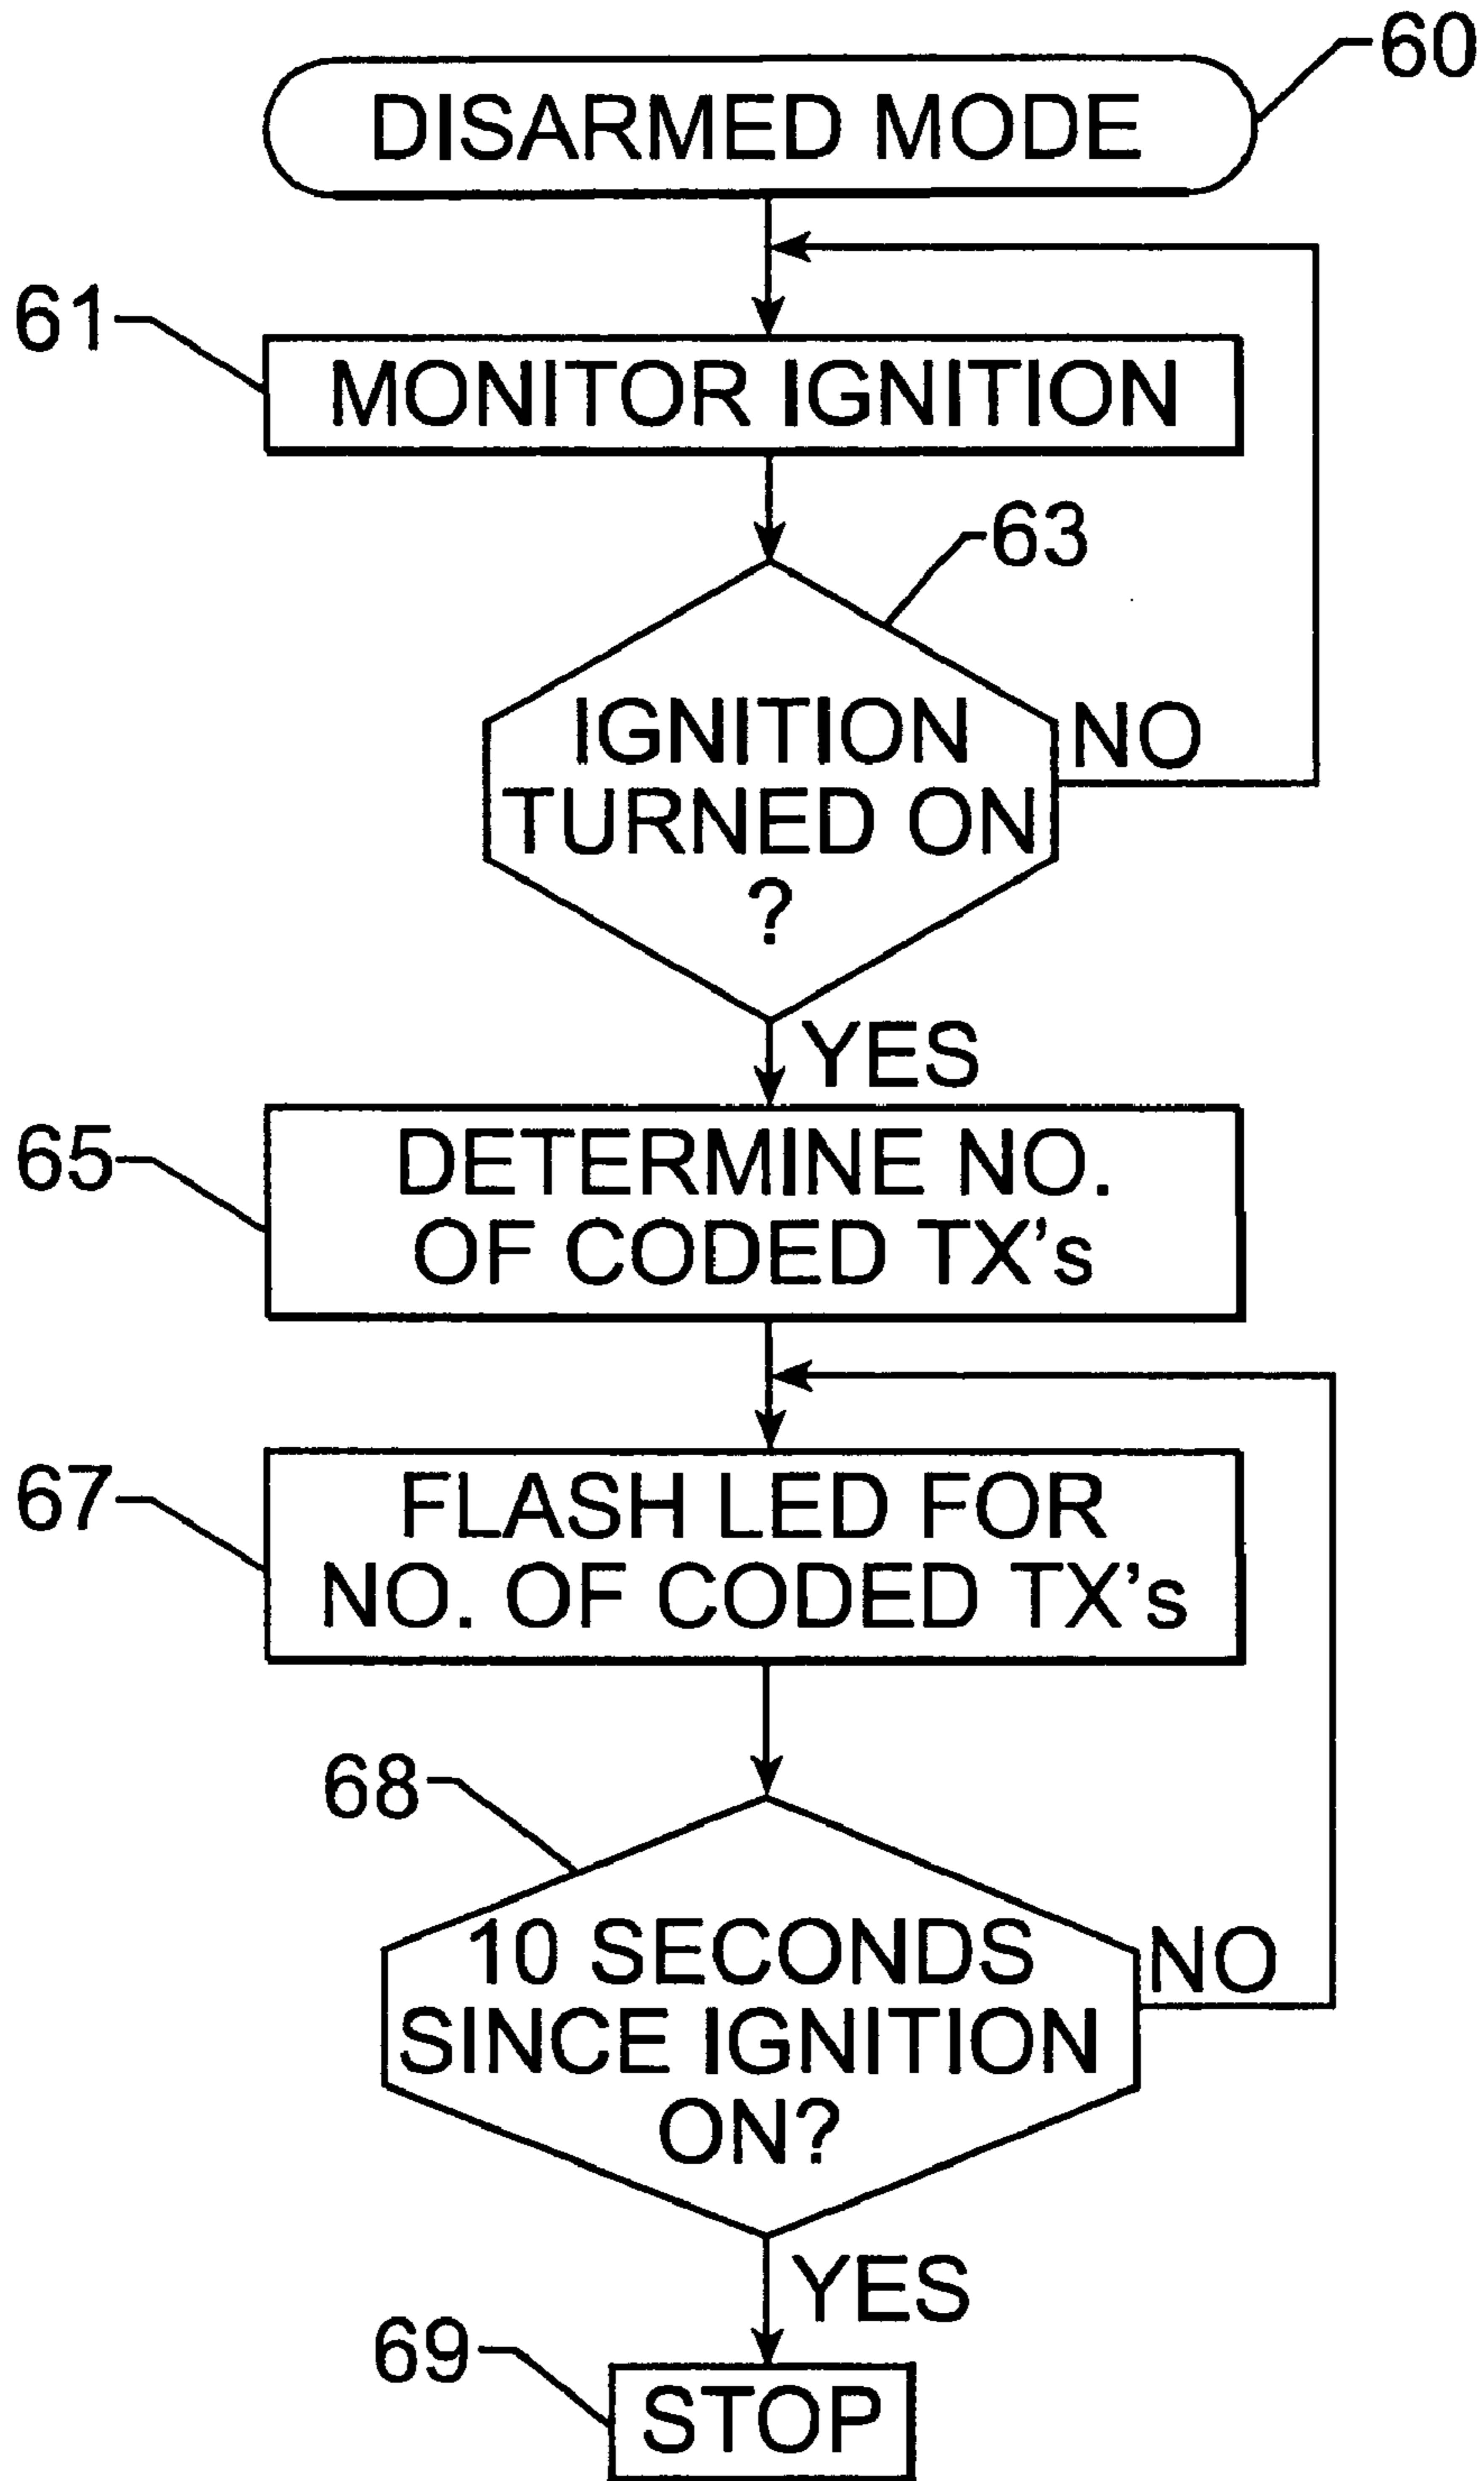 60
DISARMED MODE
61
MONITOR IGNITION
63
IGNITION
TURNED ON
?
NO
YES
65
DETERMINE NO.
OF CODED TX's
67
FLASH LED FOR
NO. OF CODED TX's
68
10 SECONDS
SINCE IGNITION
ON?
NO
YES
69
STOP